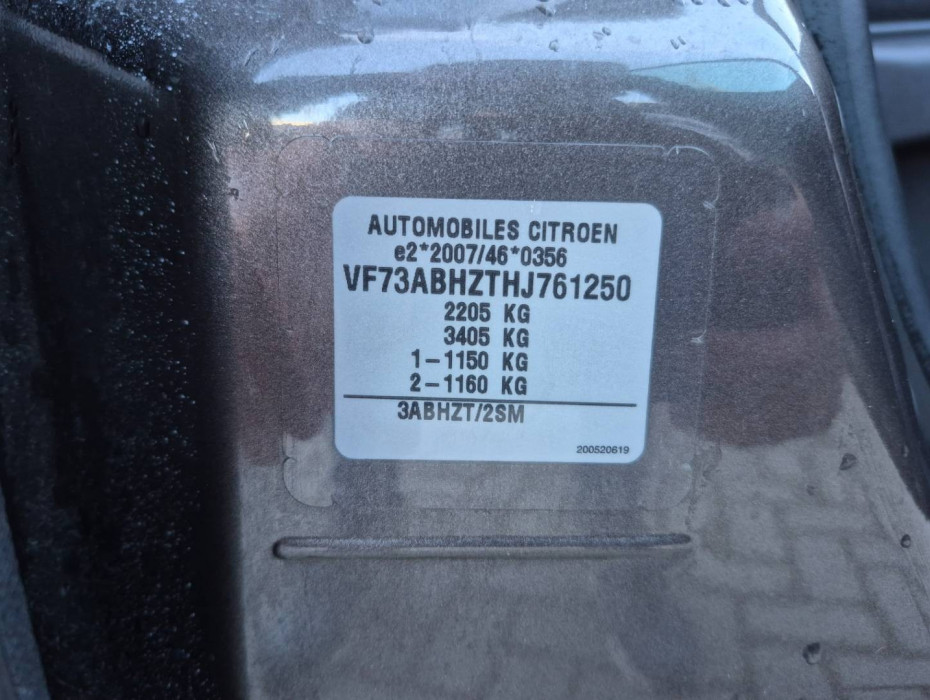 AUTOMOBILES CITROEN
e2*2007/46*0356
VF73ABHZTHJ761250
2205 KG
3405 KG
1-1150 KG
2-1160 KG
3ABHZT/2SM
200520619